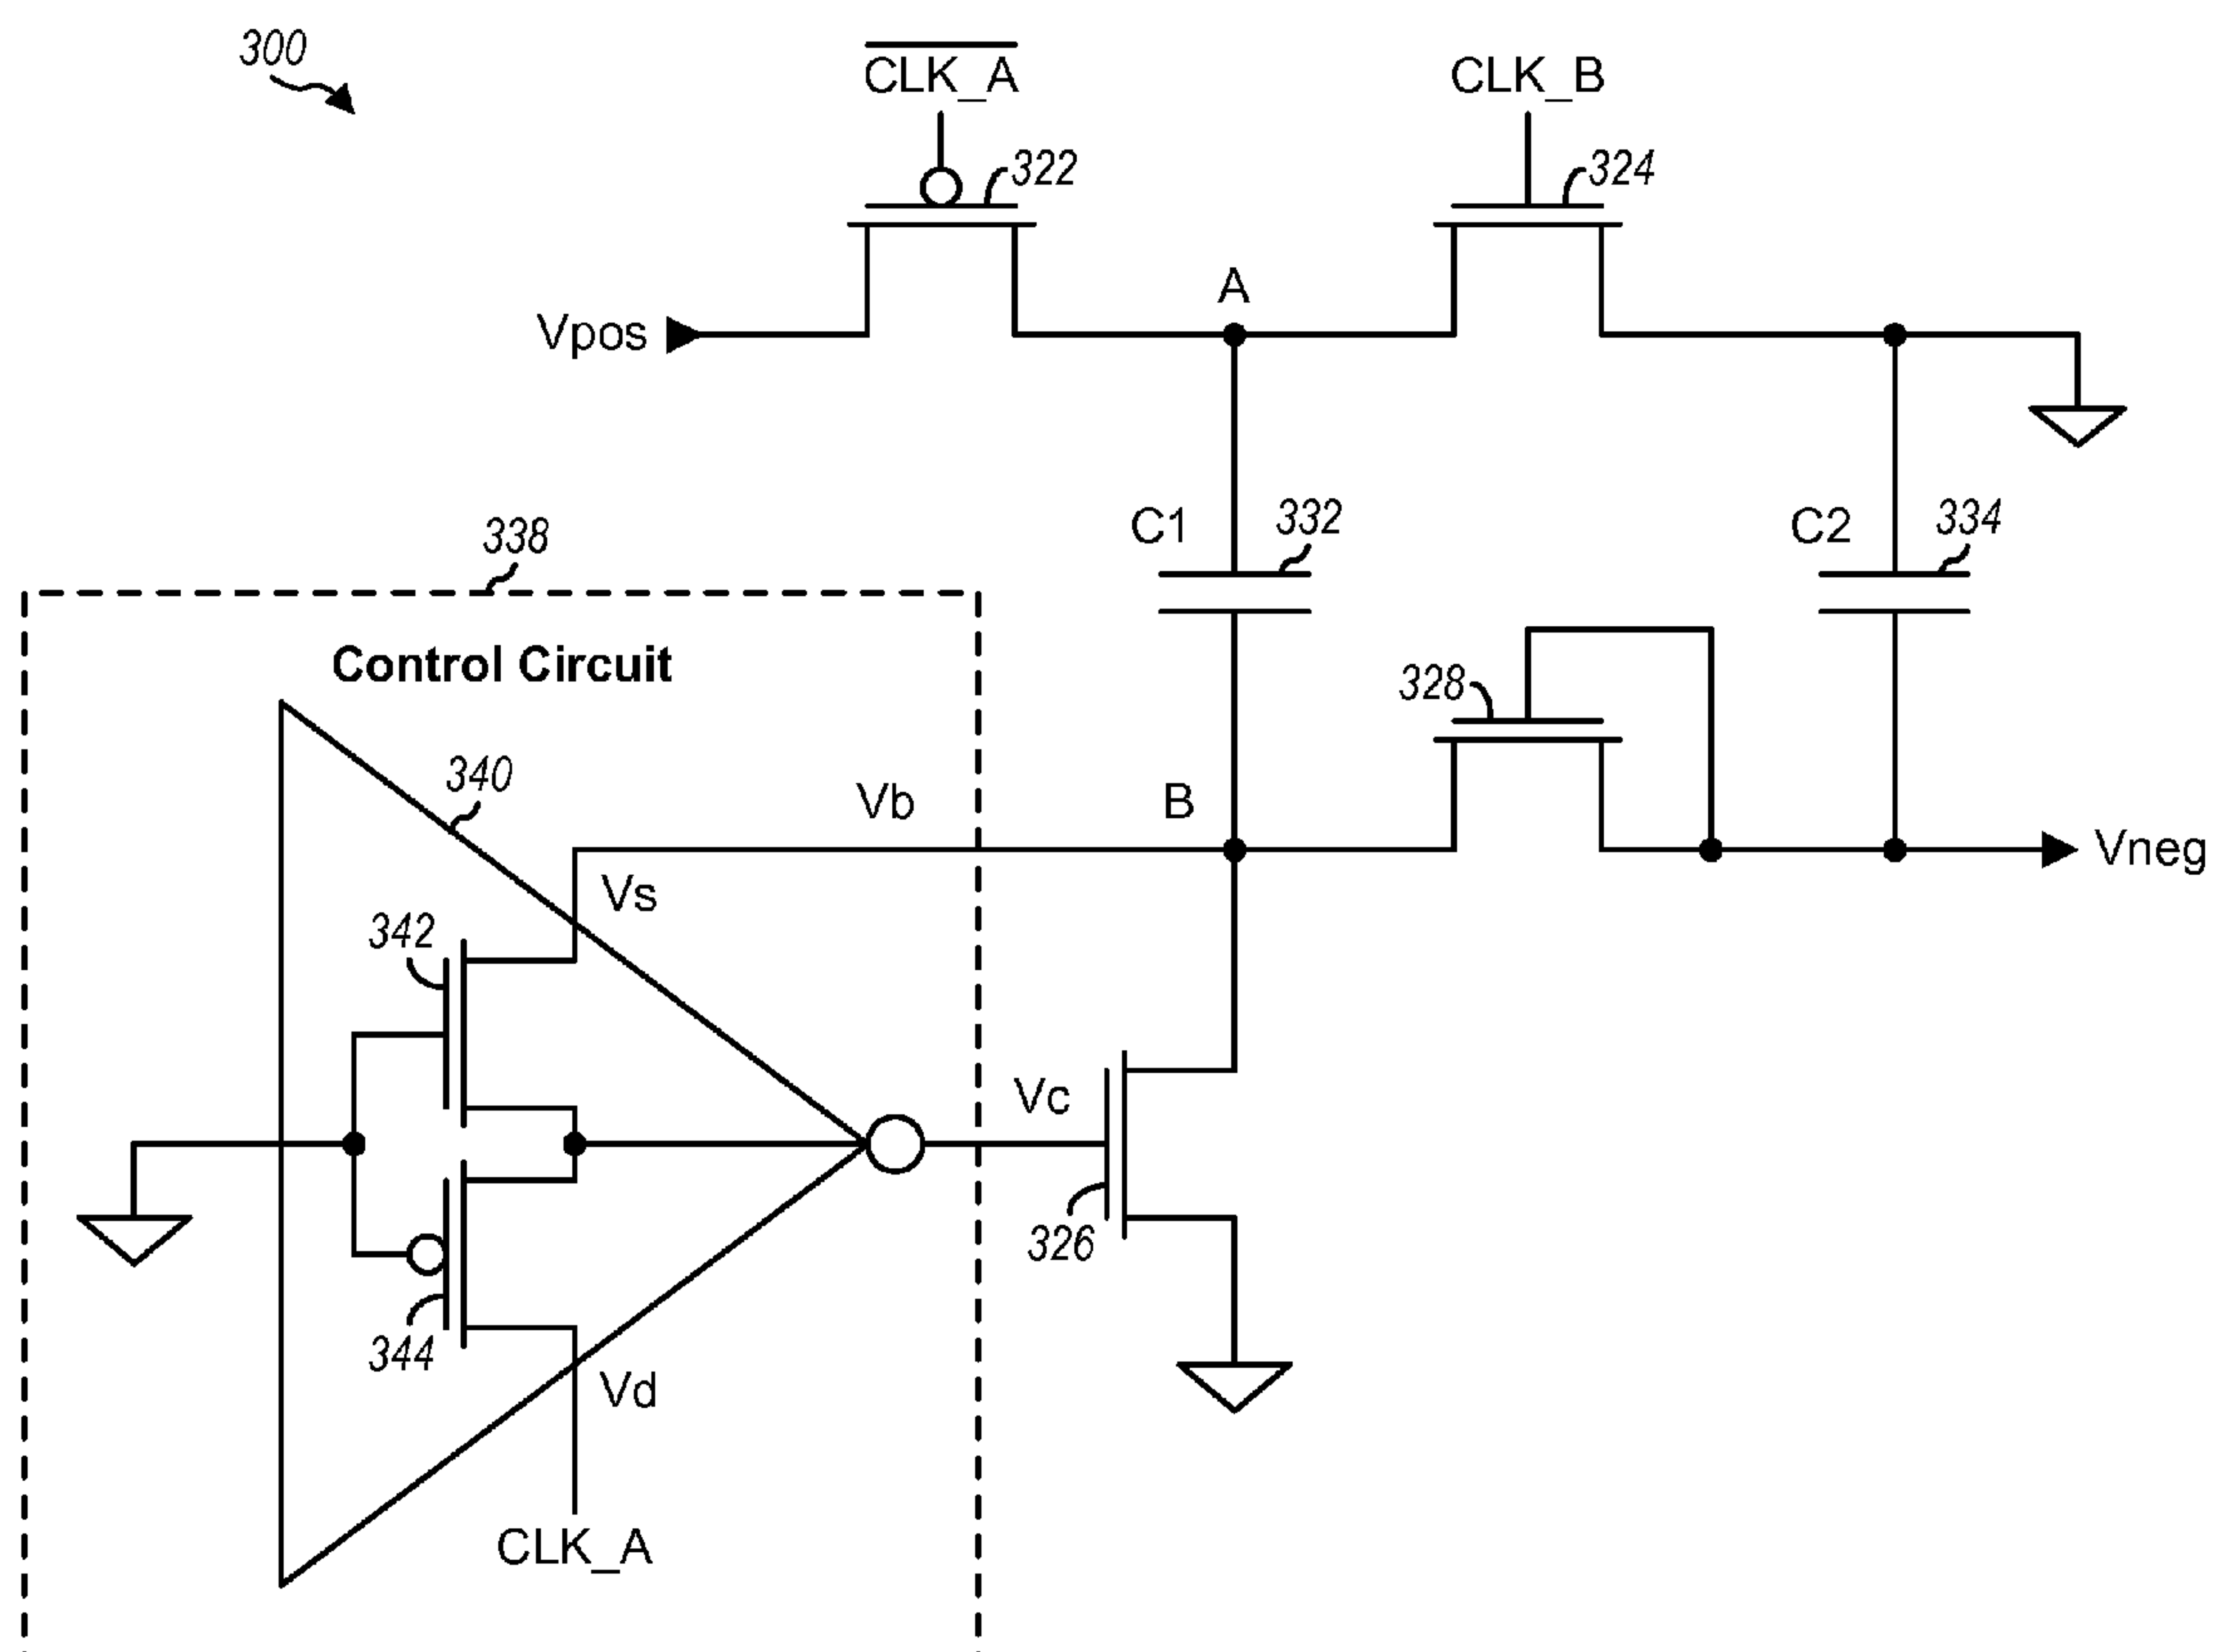 300
CLK_A
CLK_B
322
324
A
Vpos
C1
332
C2
334
338
Control Circuit
328
340
Vb
B
Vneg
Vs
342
Vc
326
344
Vd
CLK_A